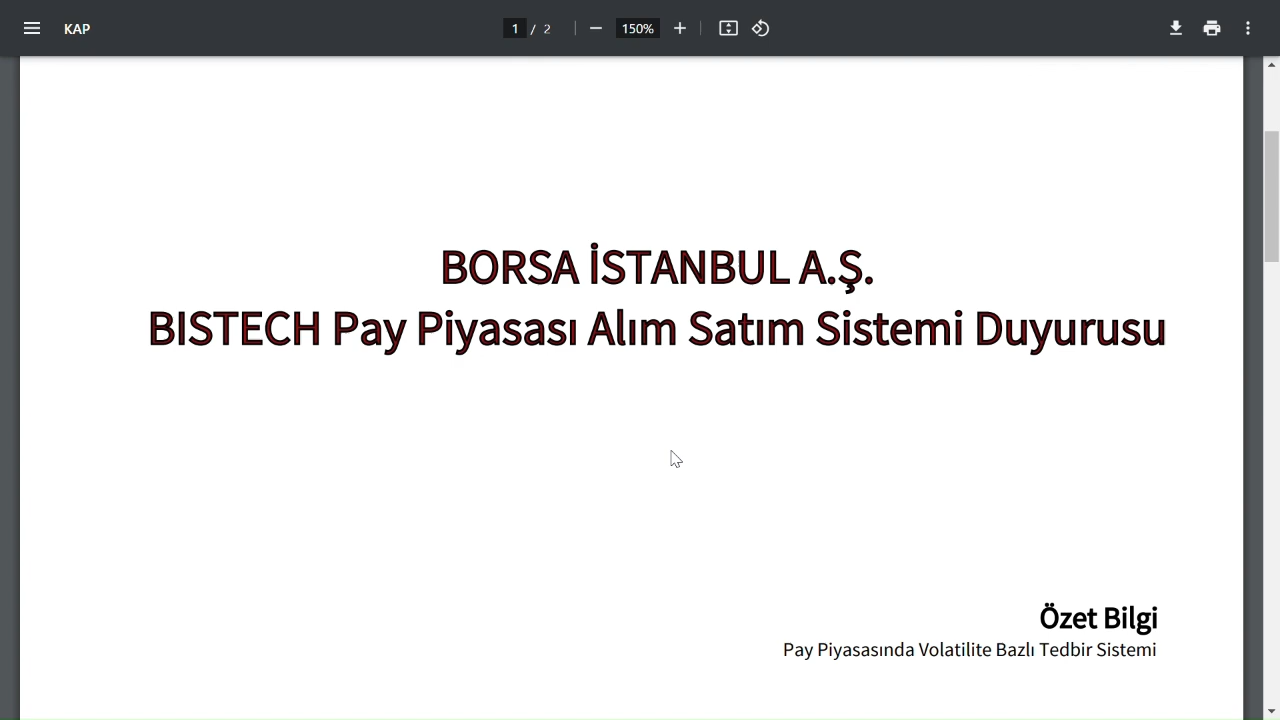 KAP
1 / 2
150%
BORSA İSTANBUL A.Ş.
BISTECH Pay Piyasası Alım Satım Sistemi Duyurusu
Özet Bilgi
Pay Piyasasında Volatilite Bazlı Tedbir Sistemi